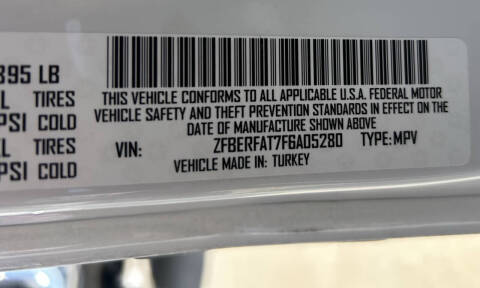 395 LB
TIRES
PSI COLD
TIRES
PSI COLD
THIS VEHICLE CONFORMS TO ALL APPLICABLE U.S.A. FEDERAL MOTOR
VEHICLE SAFETY AND THEFT PREVENTION STANDARDS IN EFFECT ON THE
DATE OF MANUFACTURE SHOWN ABOVE
VIN: ZFBERFAT7F6A05280 TYPE: MPV
VEHICLE MADE IN: TURKEY